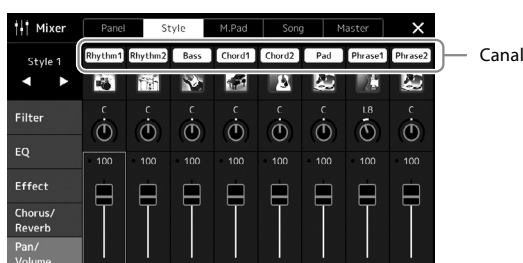 Mixer Panel Style M.Pad Song Master ×
Style 1 Rhythm1 Rhythm2 Bass Chord1 Chord2 Pad Phrase1 Phrase2 Canal
C C C C C C L8 C
Filter
100 100 100 100 100 100 100 100
EQ
Effect
Chorus/
Reverb
Pan/
Volume